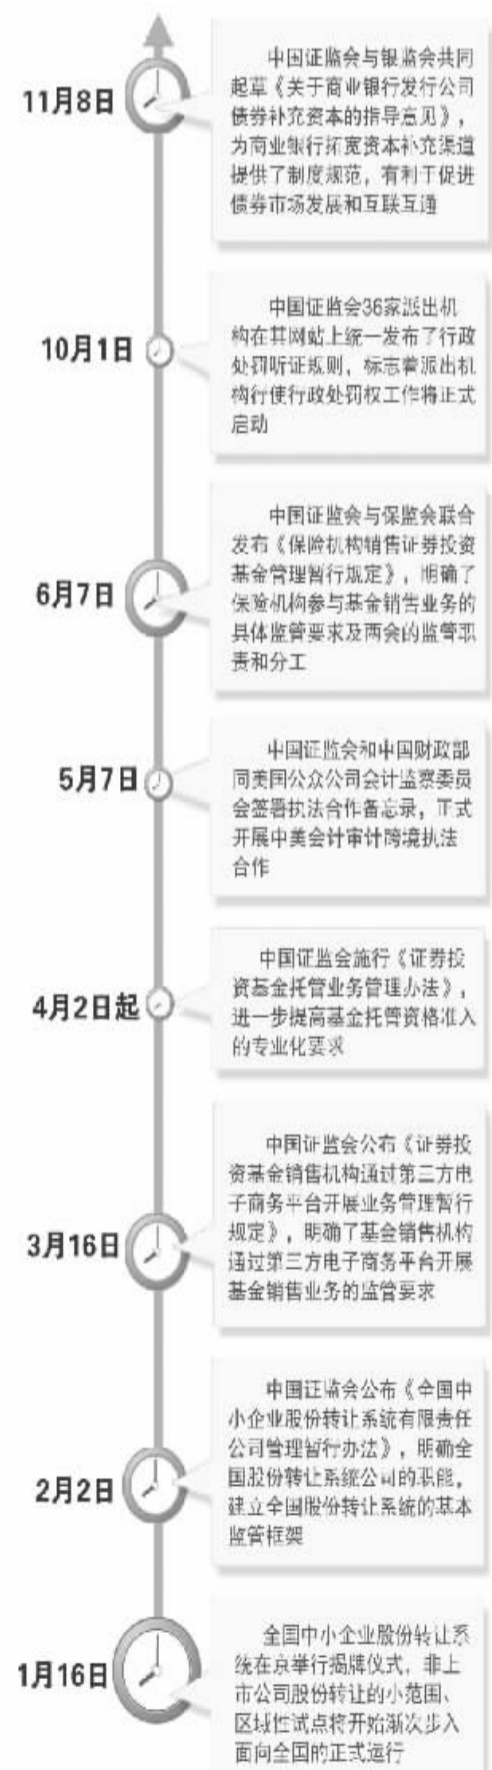 11月8日
中国证监会与银监会共同
起草《关于商业银行发行公司
债券补充资本的指导意见》，
为商业银行拓宽资本补充渠道
提供了制度规范，有利于促进
债券市场发展和互联互通
10月1日
中国证监会36家派出机
构在其网站上统一发布了行政
处罚听证规则，标志着派出机
构行使行政处罚权工作将正式
启动
6月7日
中国证监会与保监会联合
发布《保险机构销售证券投资
基金管理暂行规定》，明确了
保险机构参与基金销售业务的
具体监管要求及两会的监管职
责和分工
5月7日
中国证监会和中国财政部
同美国公众公司会计监察委员
会签署执法合作备忘录，正式
开展中美会计审计跨境执法
合作
4月2日起
中国证监会施行《证券投
资基金托管业务管理办法》，
进一步提高基金托管资格准入
的专业化要求
3月16日
中国证监会公布《证券投
资基金销售机构通过第三方电
子商务平台开展业务管理暂行
规定》，明确了基金销售机构
通过第三方电子商务平台开展
基金销售业务的监管要求
2月2日
中国证监会公布《全国中
小企业股份转让系统有限责任
公司管理暂行办法》，明确全
国股份转让系统公司的职能，
建立全国股份转让系统的基本
监管框架
1月16日
全国中小企业股份转让系
统在京举行揭牌仪式，非上
市公司股份转让的小范围、
区域性试点将开始渐次步入
面向全国的正式运行